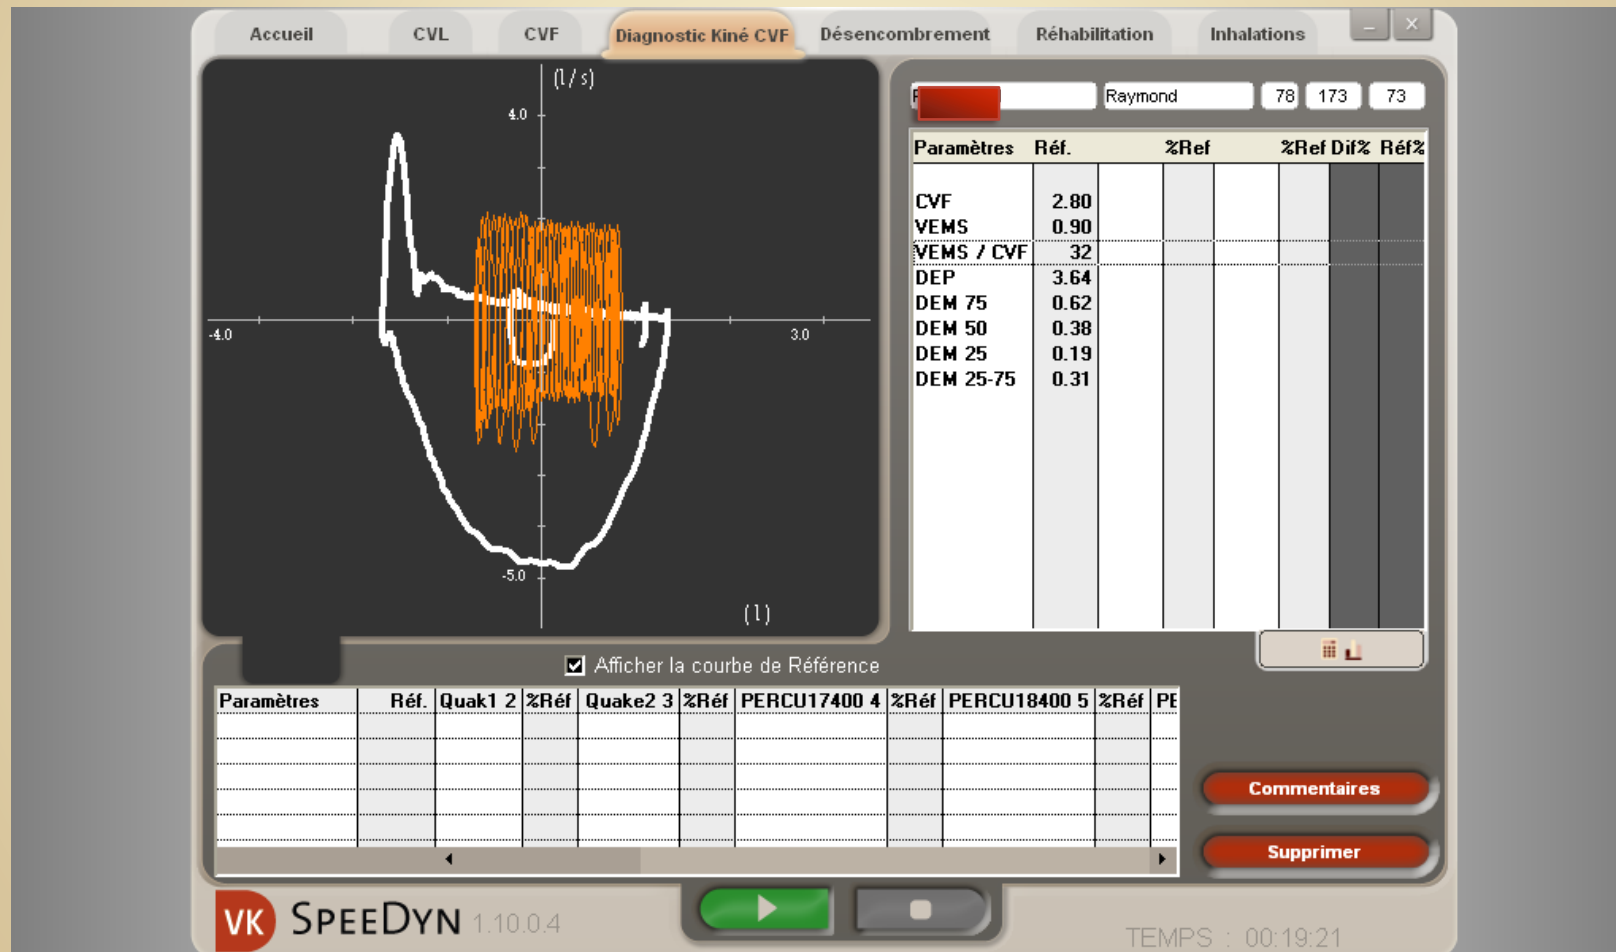 Accueil CVL CVF Diagnostic Kiné CVF Désencombrement Réhabilitation Inhalations
(l/s)
4.0
-4.0 3.0
-5.0
(l)
Raymond 78 173 73
Paramètres Réf. %Ref %Ref Dif% Réf%
CVF 2.80
VEMS 0.90
VEMS / CVF 32
DEP 3.64
DEM 75 0.62
DEM 50 0.38
DEM 25 0.19
DEM 25-75 0.31
Afficher la courbe de Référence
Paramètres Réf. Quak1 2 %Réf Quake2 3 %Réf PERCU17400 4 %Réf PERCU18400 5 %Réf PE
Commentaires
Supprimer
VK SPEEDYN 1.10.0.4
TEMPS : 00:19:21